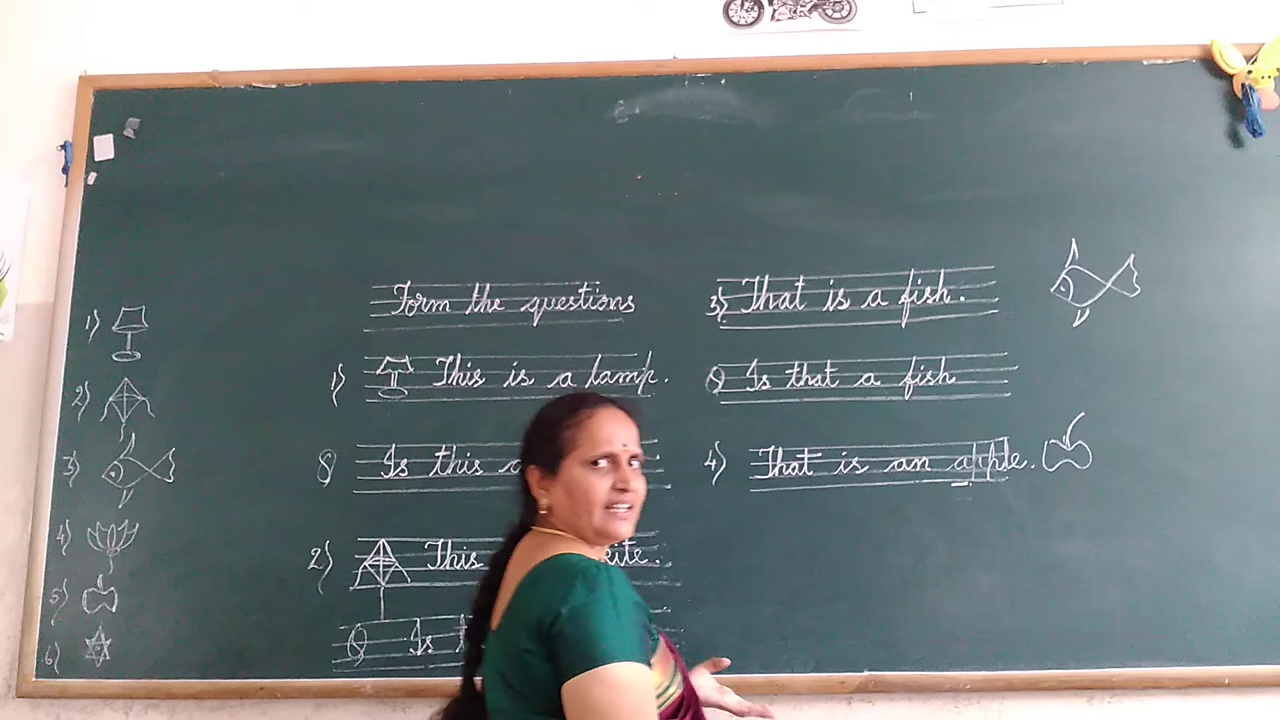 1)
2)
3)
4)
5)
6)
Form the questions
1) This is a lamp.
Q Is this a
2) This kite.
Q Is
3) That is a fish.
Q Is that a fish
4) That is an apple.